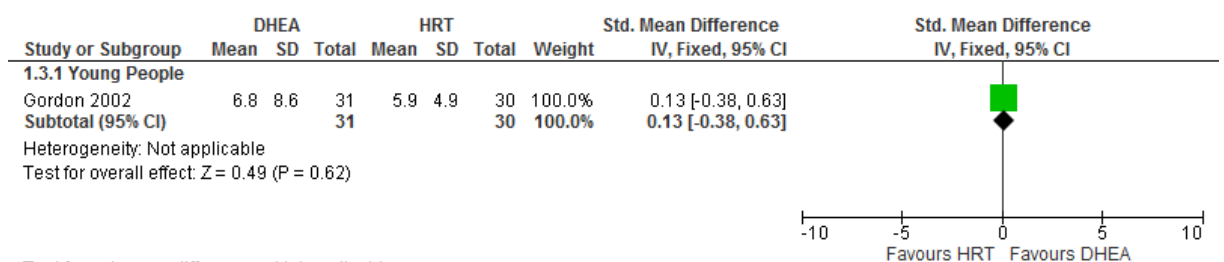 DHEA HRT Std. Mean Difference Std. Mean Difference
Study or Subgroup Mean SD Total Mean SD Total Weight IV, Fixed, 95% CI IV, Fixed, 95% CI
1.3.1 Young People
Gordon 2002 6.8 8.6 31 5.9 4.9 30 100.0% 0.13 [-0.38, 0.63]
Subtotal (95% CI) 31 30 100.0% 0.13 [-0.38, 0.63]
Heterogeneity: Not applicable
Test for overall effect: Z = 0.49 (P = 0.62)
-10 -5 0 5 10
Favours HRT Favours DHEA